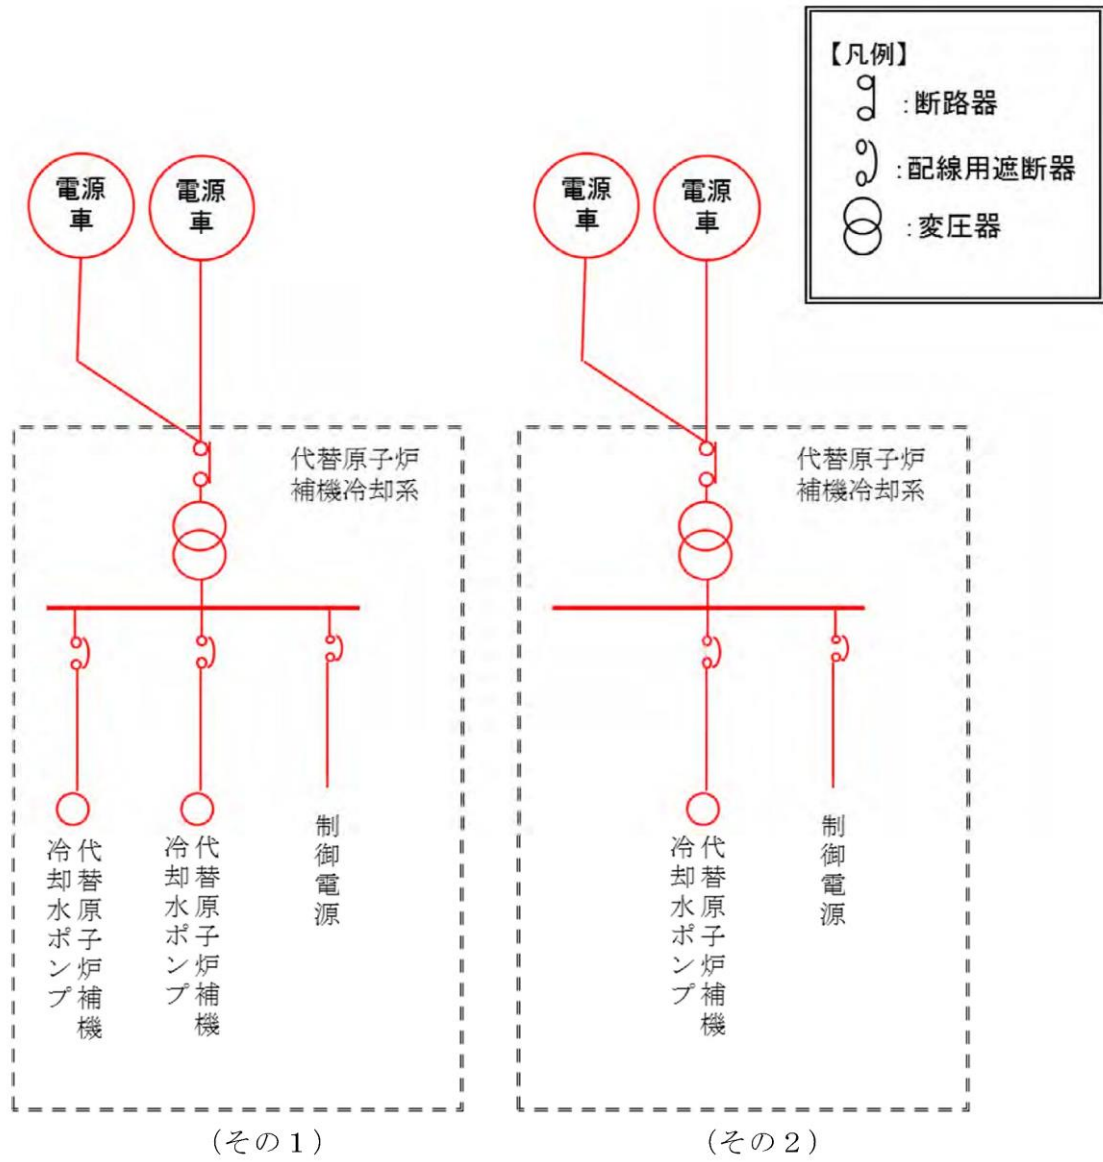 【凡例】
:断路器
:配線用遮断器
:変圧器
電源
車
電源
車
電源
車
電源
車
代替原子炉
補機冷却系
代替原子炉
補機冷却系
代替原子炉補機
冷却水ポンプ
代替原子炉補機
冷却水ポンプ
制御電源
代替原子炉補機
冷却水ポンプ
制御電源
(その1)
(その2)